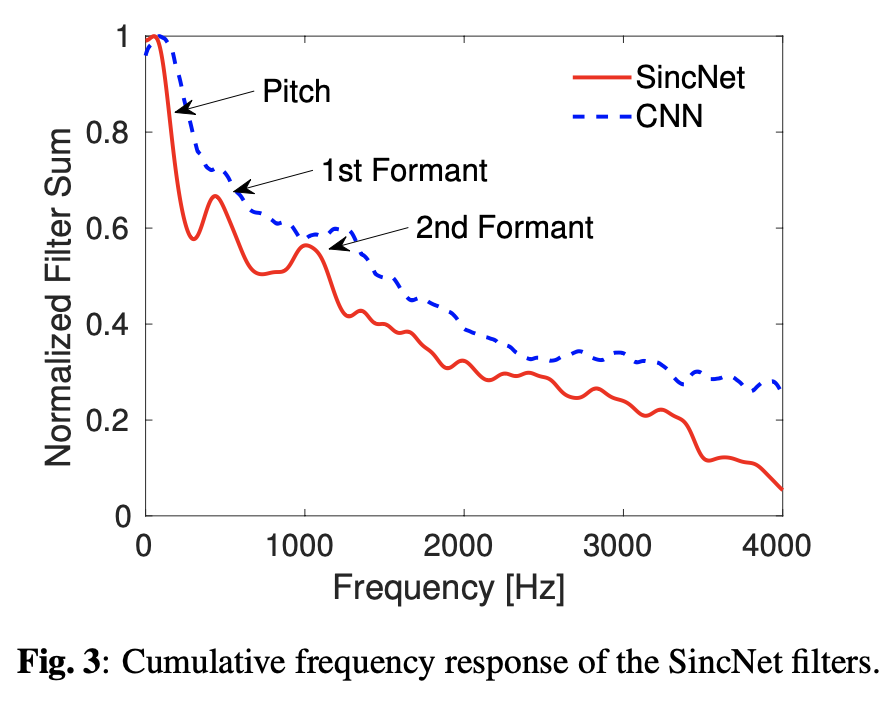 1
SincNet
Pitch
CNN
0.8
1st Formant
0.6
2nd Formant
Normalized Filter Sum
0.4
0.2
0
0 1000 2000 3000 4000
Frequency [Hz]
Fig. 3: Cumulative frequency response of the SincNet filters.